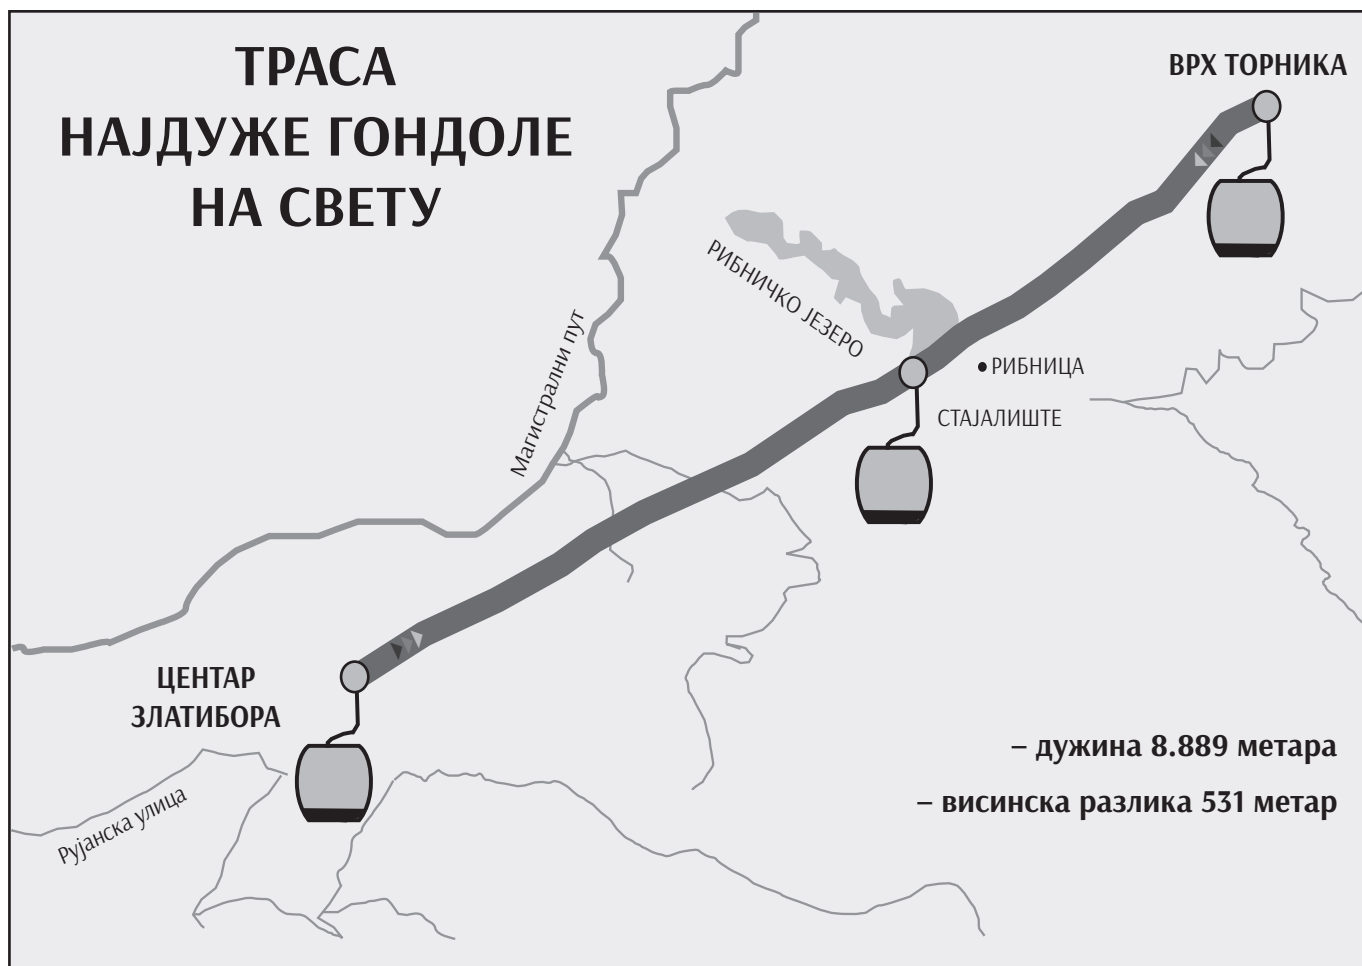 ТРАСА
НАЈДУЖЕ ГОНДОЛЕ
НА СВЕТУ
ВРХ ТОРНИКА
РИБНИЧКО ЈЕЗЕРО
Магистрални пут
РИБНИЦА
СТАЈАЛИШТЕ
ЦЕНТАР
ЗЛАТИБОРА
Рујанска улица
– дужина 8.889 метара
– висинска разлика 531 метар